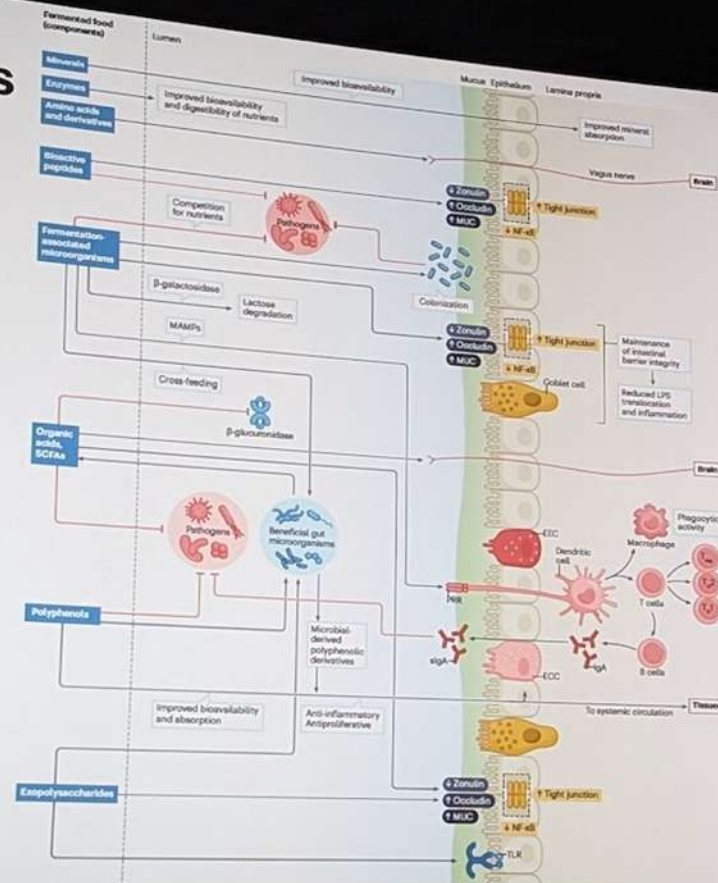 s
Fermented food
(components)
Lumen
Mucus
Epithelium
Lamina propria
Minerals
Enzymes
Amino acids
and derivatives
Improved bioavailability
and digestibility of nutrients
Improved bioavailability
Improved mineral
absorption
Vagus nerve
Brain
Bioactive
peptides
Competition
for nutrients
Pathogens
↓ Zonulin
↑ Occludin
↑ MUC
↑ Tight junction
↓ NF-κB
Fermentation-
associated
microorganisms
Colonization
β-galactosidase
Lactose
degradation
MAMPs
Cross-feeding
↓ Zonulin
↑ Occludin
↑ MUC
↑ Tight junction
↓ NF-κB
Goblet cell
Maintenance
of intestinal
barrier integrity
Reduced LPS
translocation
and inflammation
β-glucuronidase
Organic
acids,
SCFAs
Brain
Pathogens
Beneficial gut
microorganisms
EEC
Dendritic
cell
Macrophage
Phagocytic
activity
PRR
T cells
B cells
Polyphenols
Microbial-
derived
polyphenolic
derivatives
sIgA
IgA
ECC
Improved bioavailability
and absorption
Anti-inflammatory
Antiproliferative
To systemic circulation
Tissue
Exopolysaccharides
↓ Zonulin
↑ Occludin
↑ MUC
↑ Tight junction
↓ NF-κB
TLR